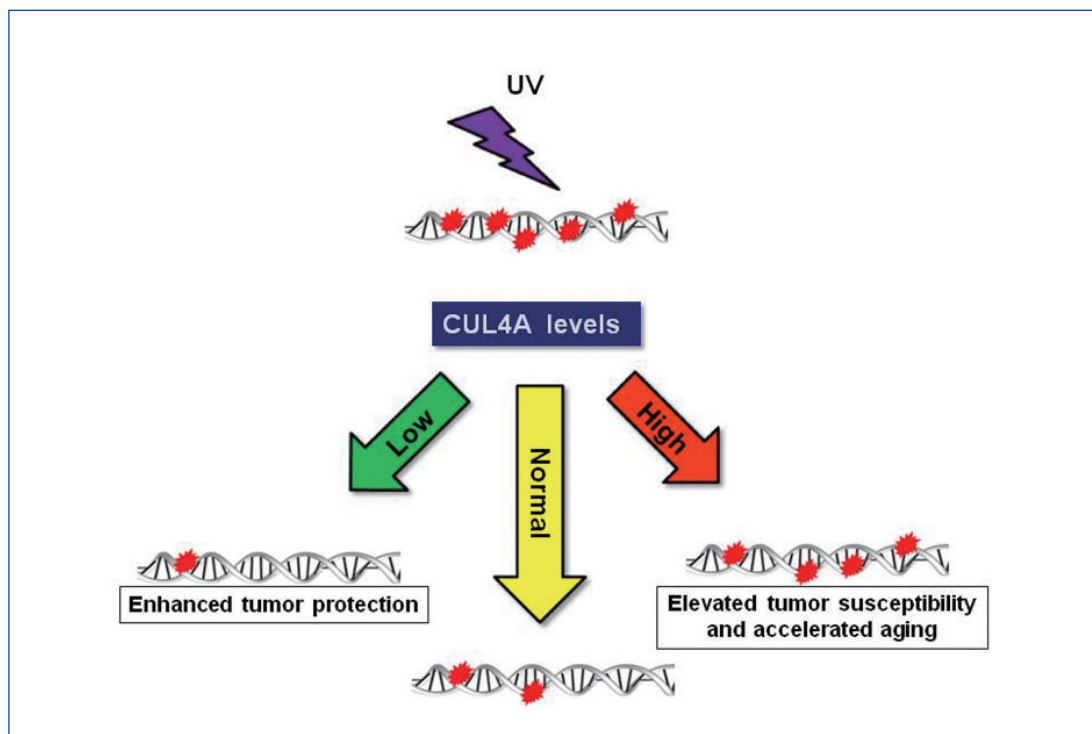 UV
CUL4A levels
Low
Normal
High
Enhanced tumor protection
Elevated tumor susceptibility
and accelerated aging